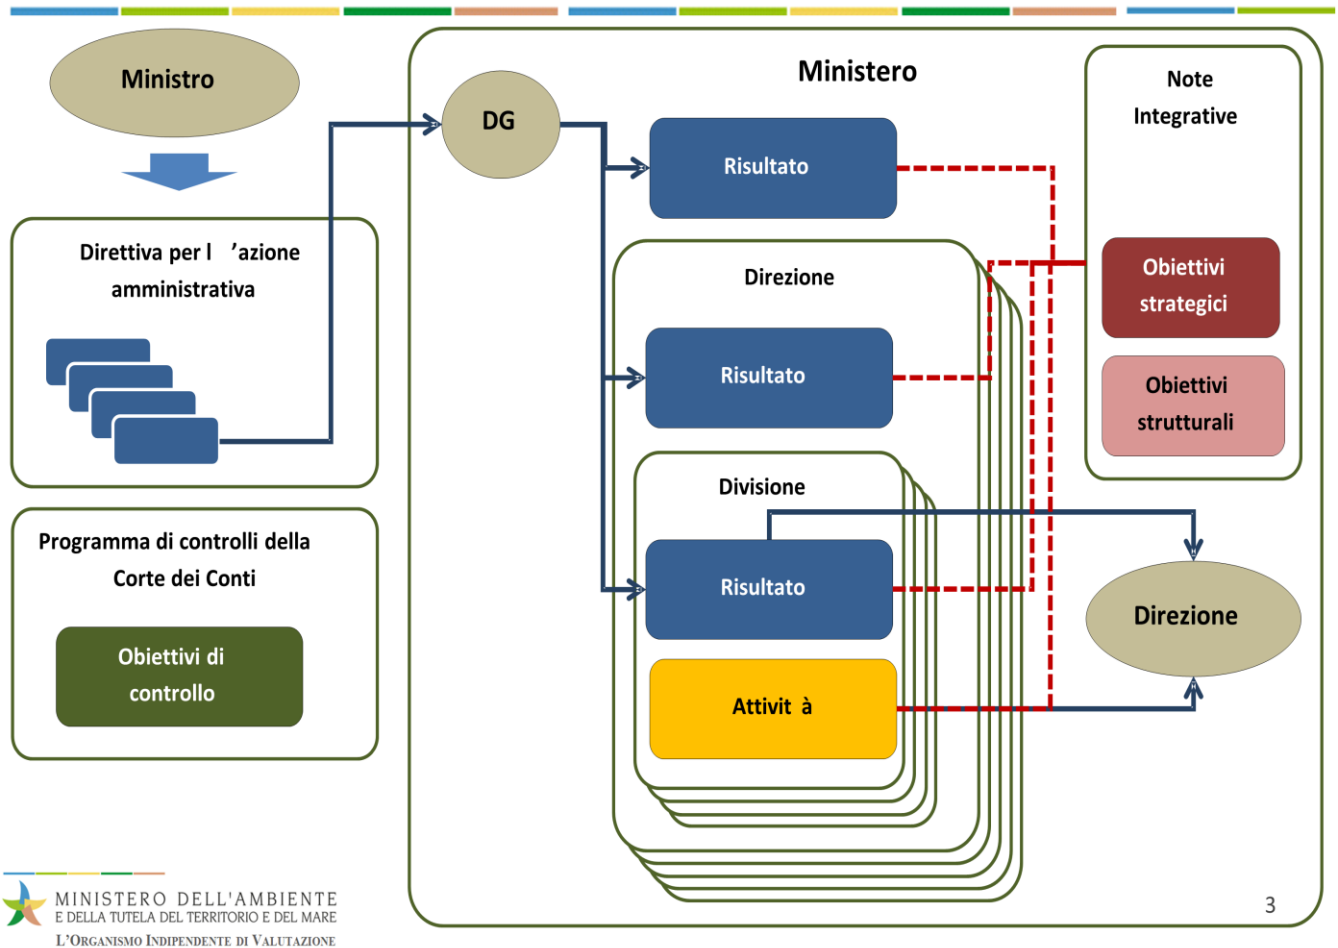 Ministro
Direttiva per l ’azione
amministrativa
Programma di controlli della
Corte dei Conti
Obiettivi di
controllo
Ministero
DG
Risultato
Direzione
Risultato
Divisione
Risultato
Attivit à
Note
Integrative
Obiettivi
strategici
Obiettivi
strutturali
Direzione
MINISTERO DELL'AMBIENTE
E DELLA TUTELA DEL TERRITORIO E DEL MARE
L’ORGANISMO INDIPENDENTE DI VALUTAZIONE
3